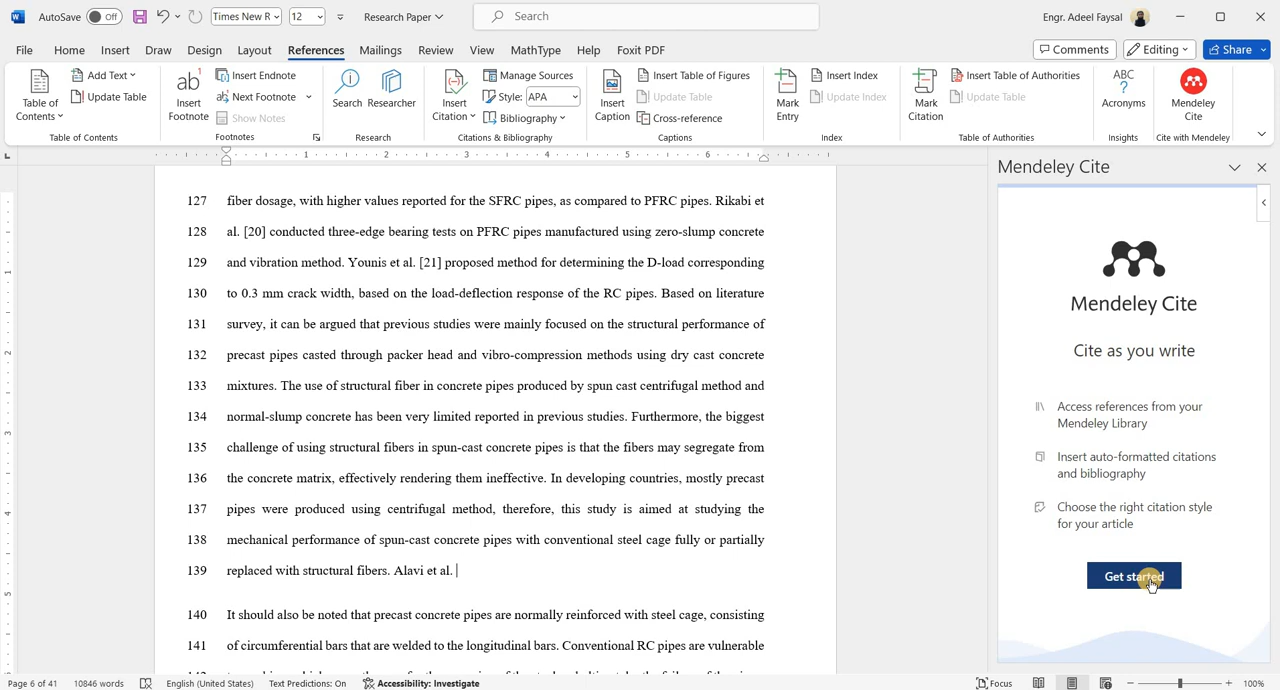 AutoSave Off Times New R 12 Research Paper Search Engr. Adeel Faysal
File Home Insert Draw Design Layout References Mailings Review View MathType Help Foxit PDF Comments Editing Share
Table of Contents Add Text Update Table Table of Contents
ab Insert Footnote Insert Endnote Next Footnote Show Notes Footnotes
Search Researcher Research
Insert Citation Manage Sources Style: APA Bibliography Citations & Bibliography
Insert Caption Insert Table of Figures Update Table Cross-reference Captions
Mark Entry Insert Index Update Index Index
Mark Citation Insert Table of Authorities Update Table Table of Authorities
ABC ? Acronyms Insights
Mendeley Cite Cite with Mendeley
1 2 3 4 5 6
127 fiber dosage, with higher values reported for the SFRC pipes, as compared to PFRC pipes. Rikabi et
128 al. [20] conducted three-edge bearing tests on PFRC pipes manufactured using zero-slump concrete
129 and vibration method. Younis et al. [21] proposed method for determining the D-load corresponding
130 to 0.3 mm crack width, based on the load-deflection response of the RC pipes. Based on literature
131 survey, it can be argued that previous studies were mainly focused on the structural performance of
132 precast pipes casted through packer head and vibro-compression methods using dry cast concrete
133 mixtures. The use of structural fiber in concrete pipes produced by spun cast centrifugal method and
134 normal-slump concrete has been very limited reported in previous studies. Furthermore, the biggest
135 challenge of using structural fibers in spun-cast concrete pipes is that the fibers may segregate from
136 the concrete matrix, effectively rendering them ineffective. In developing countries, mostly precast
137 pipes were produced using centrifugal method, therefore, this study is aimed at studying the
138 mechanical performance of spun-cast concrete pipes with conventional steel cage fully or partially
139 replaced with structural fibers. Alavi et al.
140 It should also be noted that precast concrete pipes are normally reinforced with steel cage, consisting
141 of circumferential bars that are welded to the longitudinal bars. Conventional RC pipes are vulnerable
Mendeley Cite
Mendeley Cite
Cite as you write
Access references from your
Mendeley Library
Insert auto-formatted citations
and bibliography
Choose the right citation style
for your article
Get started
Page 6 of 41 10846 words English (United States) Text Predictions: On Accessibility: Investigate Focus 100%